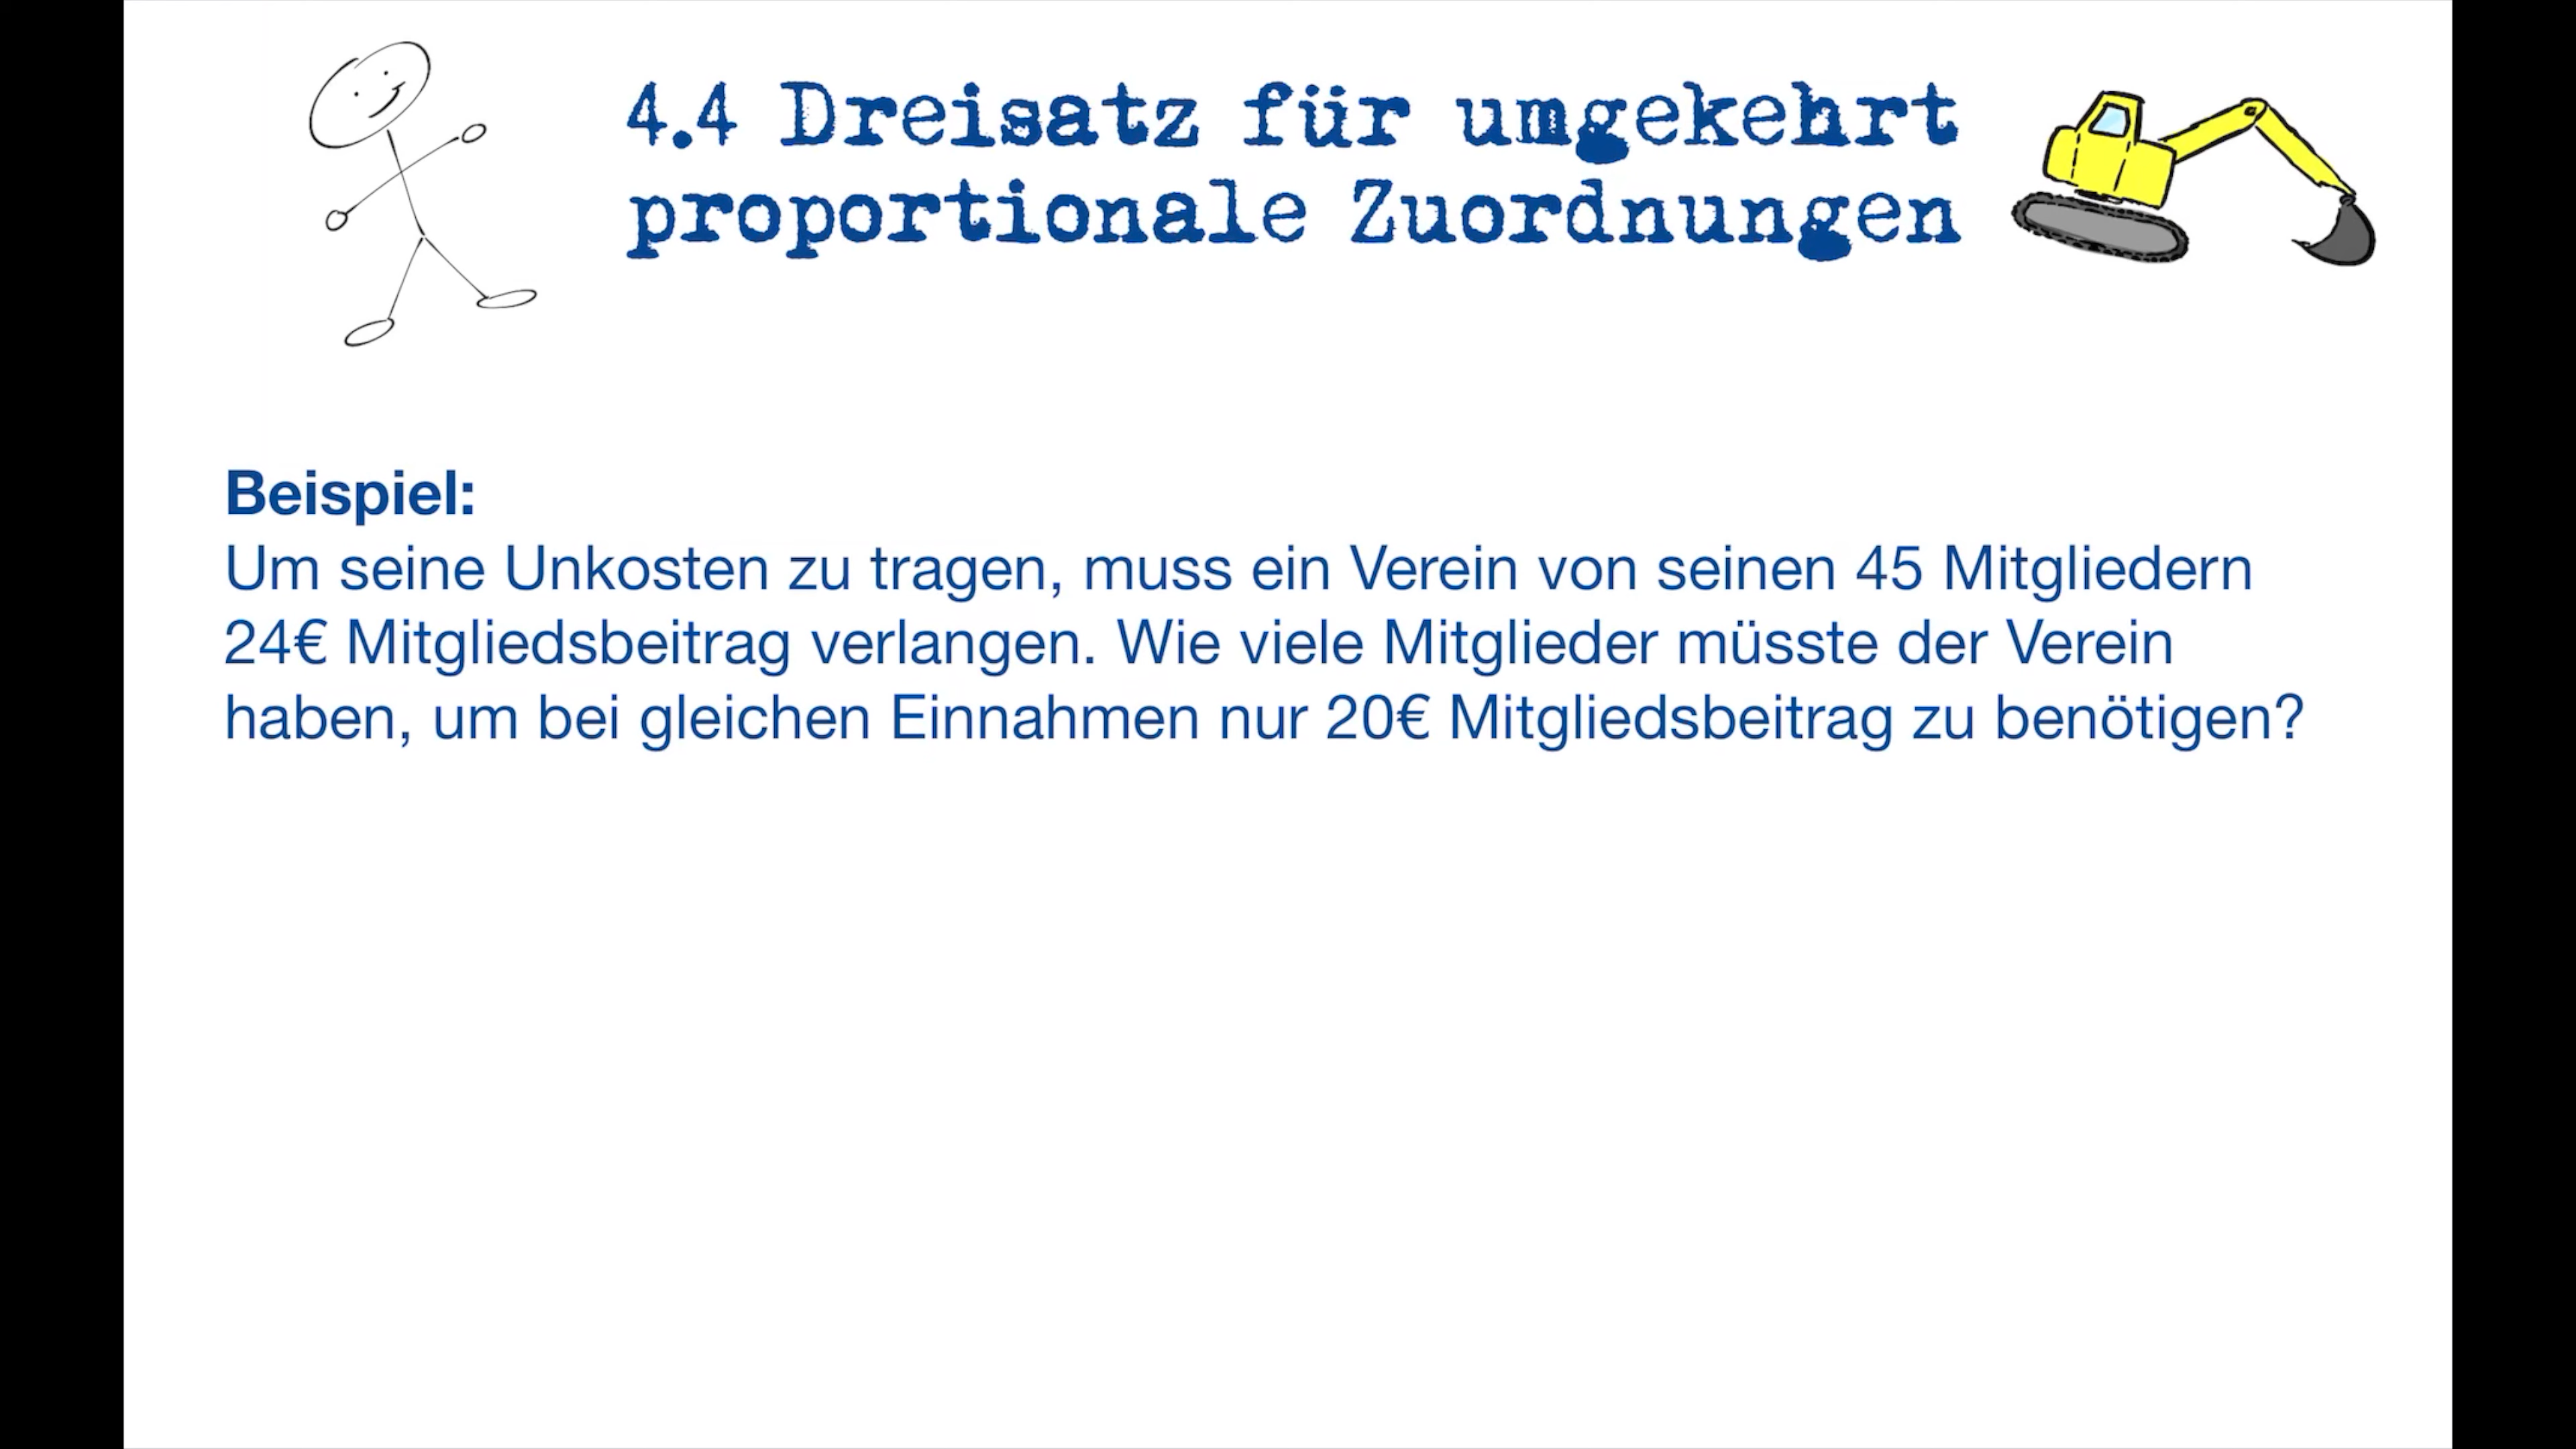 4.4 Dreisatz für umgekehrt
proportionale Zuordnungen
Beispiel:
Um seine Unkosten zu tragen, muss ein Verein von seinen 45 Mitgliedern
24€ Mitgliedsbeitrag verlangen. Wie viele Mitglieder müsste der Verein
haben, um bei gleichen Einnahmen nur 20€ Mitgliedsbeitrag zu benötigen?